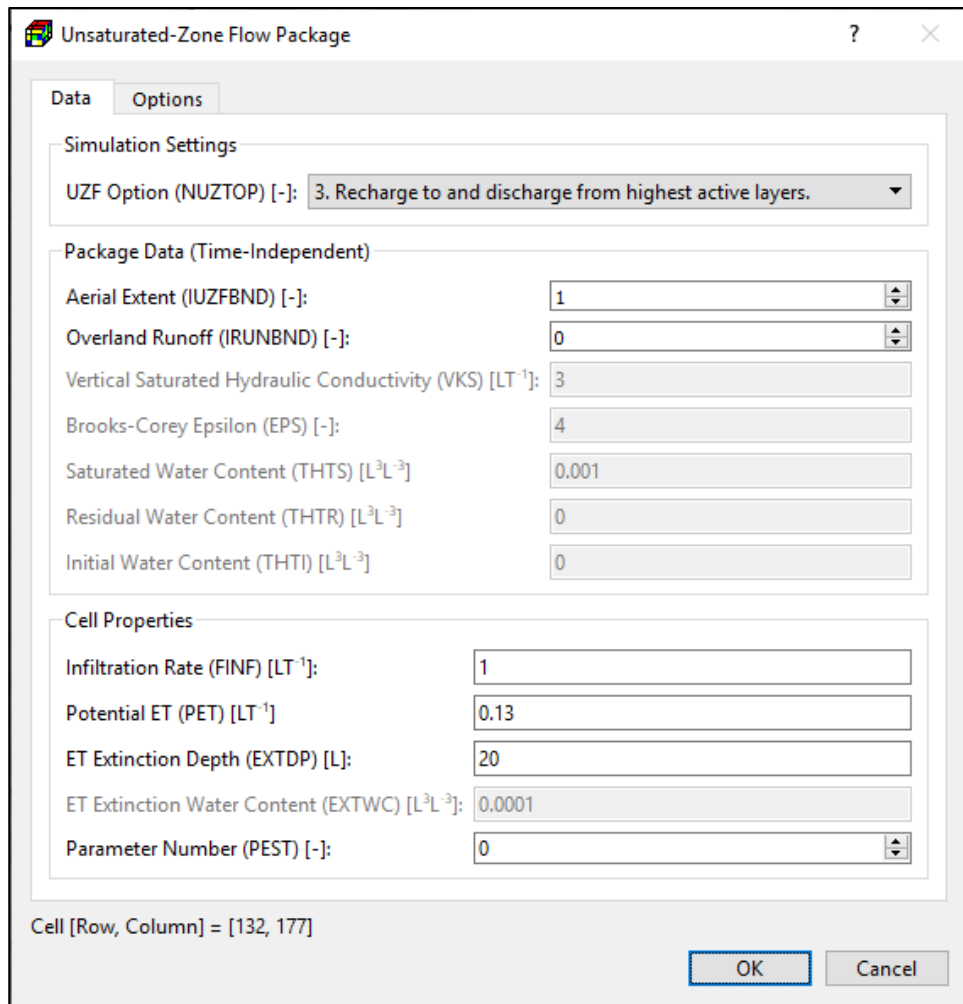 Unsaturated-Zone Flow Package
?
Data Options
Simulation Settings
UZF Option (NUZTOP) [-]: 3. Recharge to and discharge from highest active layers.
Package Data (Time-Independent)
Aerial Extent (IUZFBND) [-]: 1
Overland Runoff (IRUNBND) [-]: 0
Vertical Saturated Hydraulic Conductivity (VKS) [LT⁻¹]: 3
Brooks-Corey Epsilon (EPS) [-]: 4
Saturated Water Content (THTS) [L³L⁻³] 0.001
Residual Water Content (THTR) [L³L⁻³] 0
Initial Water Content (THTI) [L³L⁻³] 0
Cell Properties
Infiltration Rate (FINF) [LT⁻¹]: 1
Potential ET (PET) [LT⁻¹] 0.13
ET Extinction Depth (EXTDP) [L]: 20
ET Extinction Water Content (EXTWC) [L³L⁻³]: 0.0001
Parameter Number (PEST) [-]: 0
Cell [Row, Column] = [132, 177]
OK Cancel